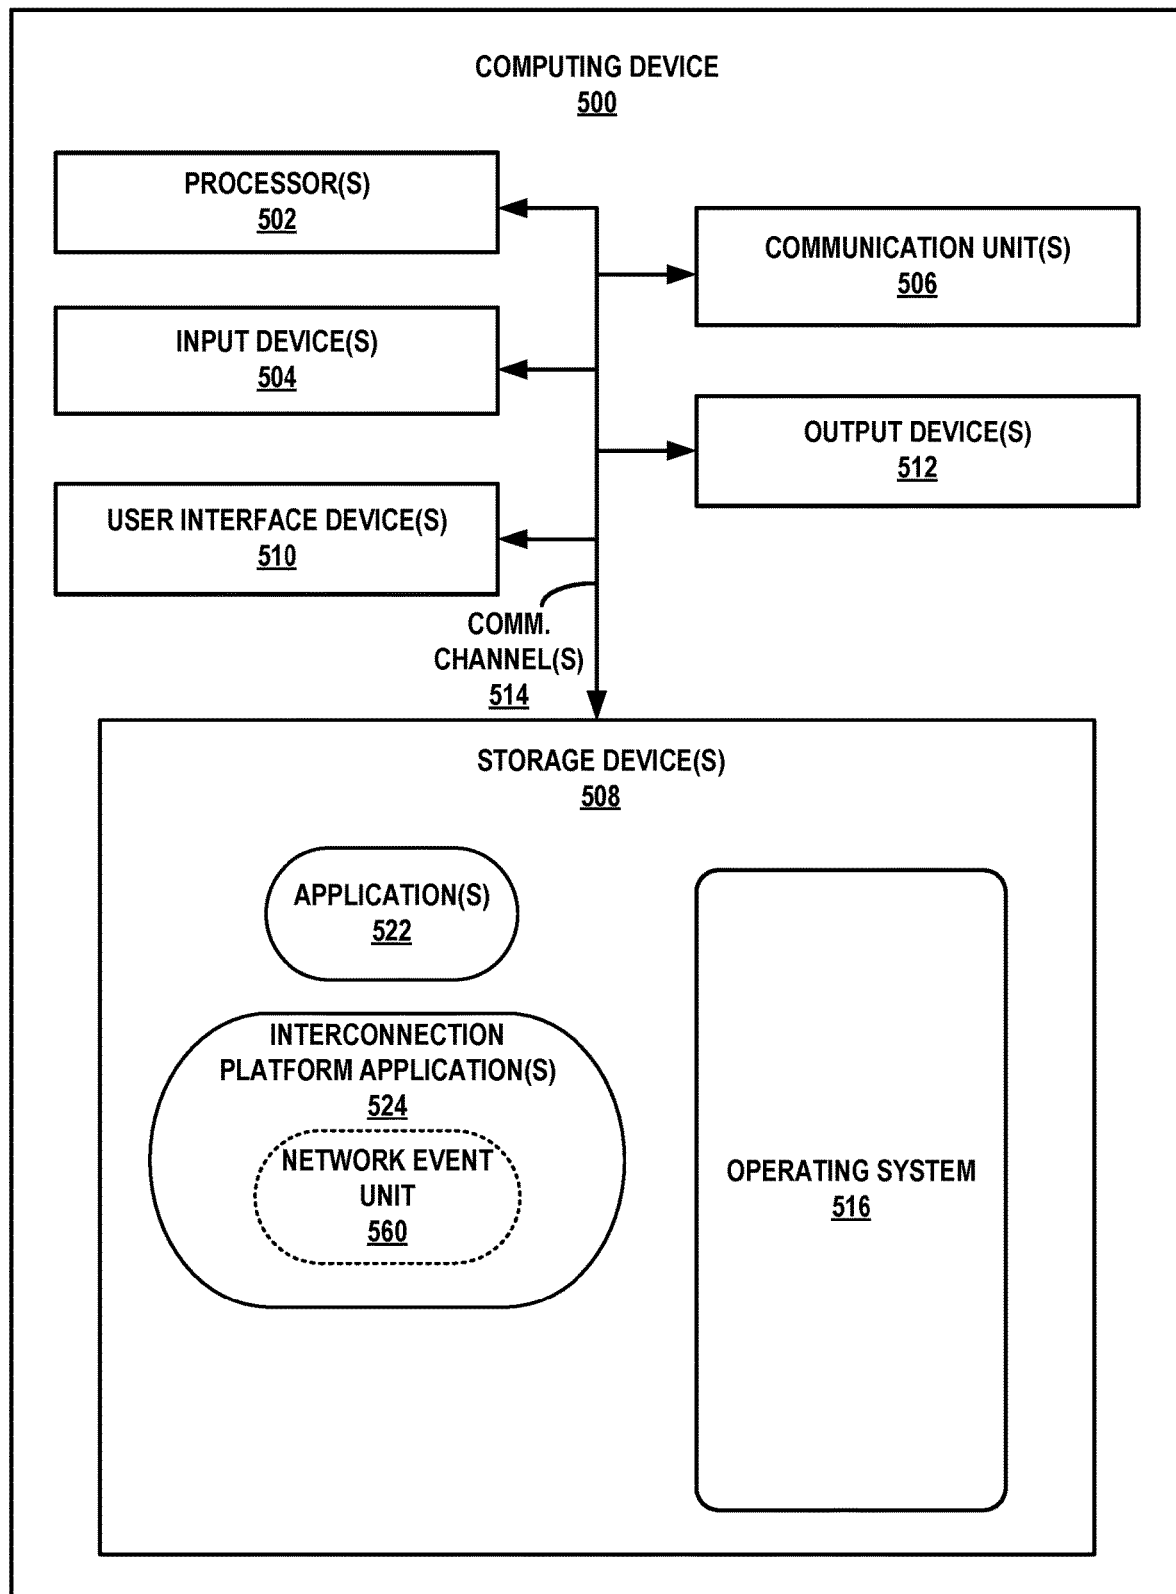 COMPUTING DEVICE
500
PROCESSOR(S)
502
COMMUNICATION UNIT(S)
506
INPUT DEVICE(S)
504
OUTPUT DEVICE(S)
512
USER INTERFACE DEVICE(S)
510
COMM.
CHANNEL(S)
514
STORAGE DEVICE(S)
508
APPLICATION(S)
522
INTERCONNECTION
PLATFORM APPLICATION(S)
524
NETWORK EVENT
UNIT
560
OPERATING SYSTEM
516